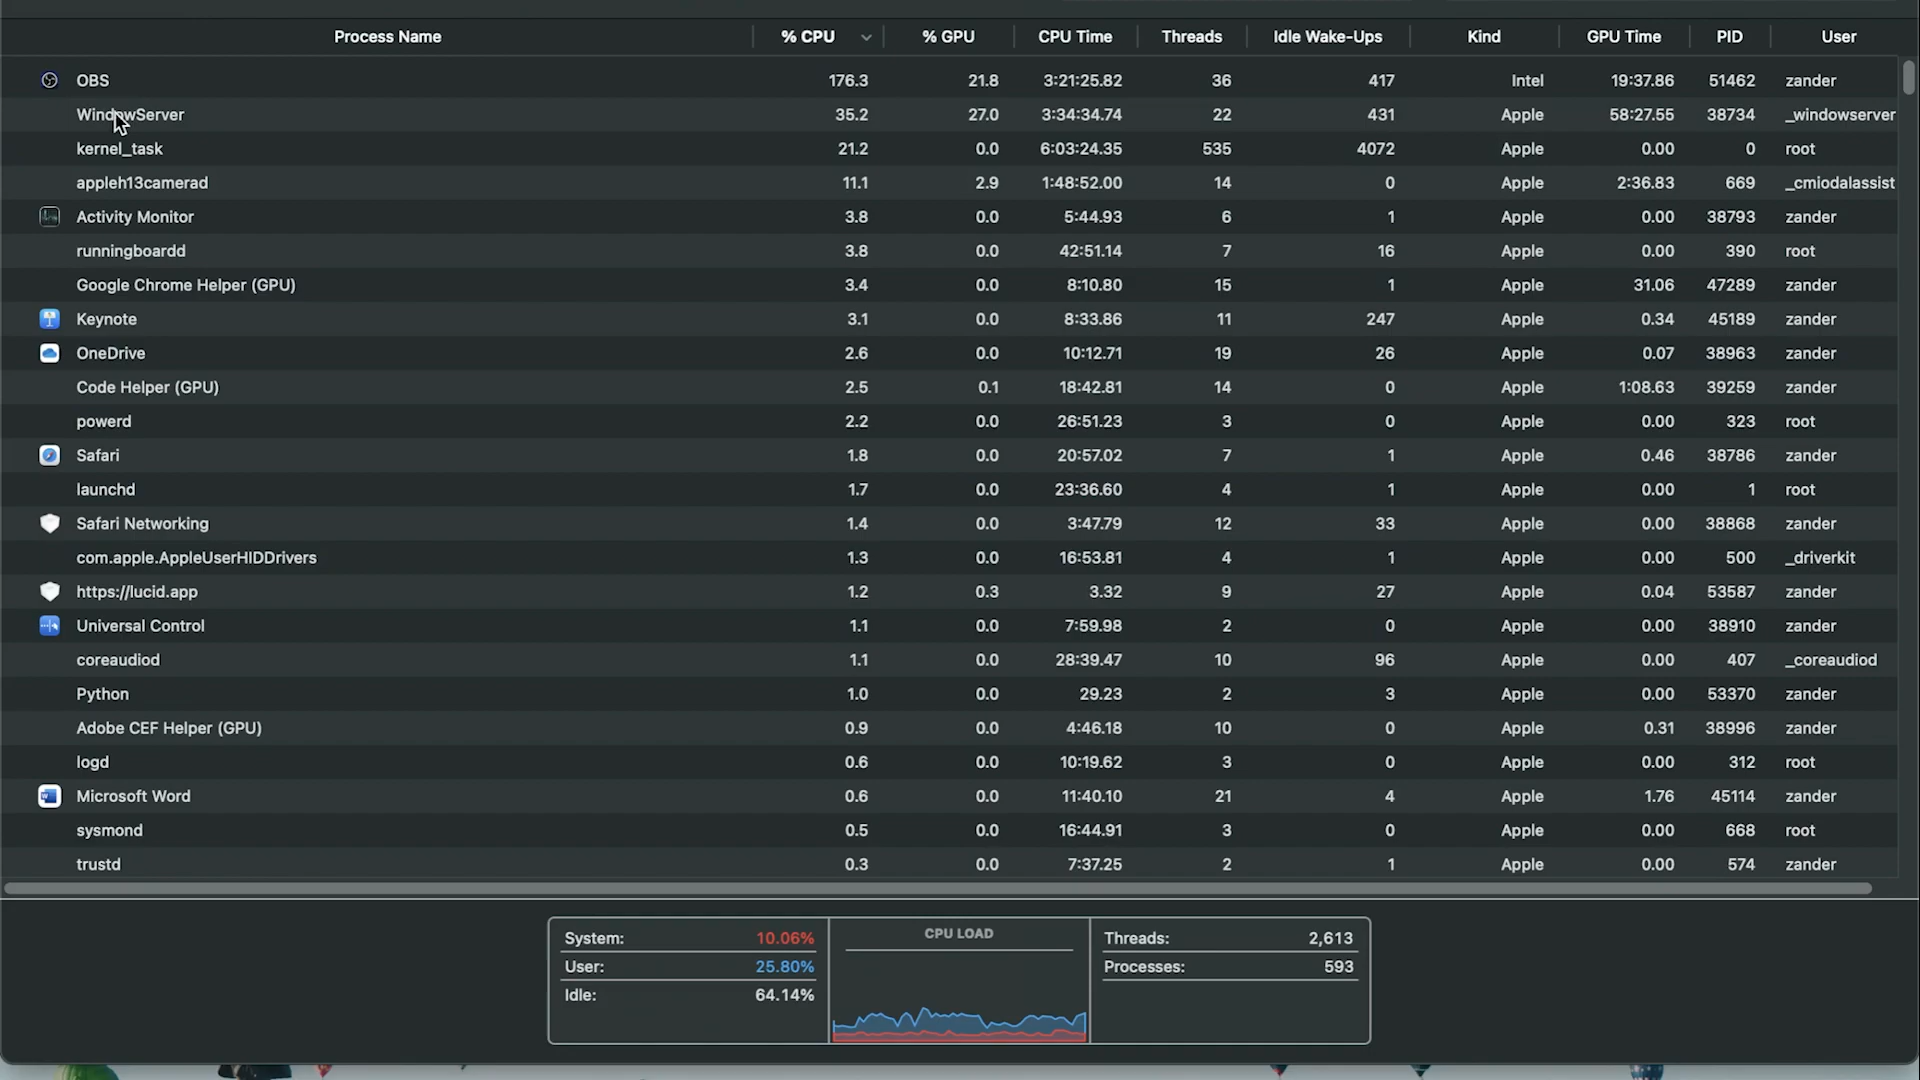 Process Name % CPU % GPU CPU Time Threads Idle Wake-Ups Kind GPU Time PID User
OBS 176.3 21.8 3:21:25.82 36 417 Intel 19:37.86 51462 zander
WindowServer 35.2 27.0 3:34:34.74 22 431 Apple 58:27.55 38734 _windowserver
kernel_task 21.2 0.0 6:03:24.35 535 4072 Apple 0.00 0 root
appleh13camerad 11.1 2.9 1:48:52.00 14 0 Apple 2:36.83 669 _cmiodalassist
Activity Monitor 3.8 0.0 5:44.93 6 1 Apple 0.00 38793 zander
runningboardd 3.8 0.0 42:51.14 7 16 Apple 0.00 390 root
Google Chrome Helper (GPU) 3.4 0.0 8:10.80 15 1 Apple 31.06 47289 zander
Keynote 3.1 0.0 8:33.86 11 247 Apple 0.34 45189 zander
OneDrive 2.6 0.0 10:12.71 19 26 Apple 0.07 38963 zander
Code Helper (GPU) 2.5 0.1 18:42.81 14 0 Apple 1:08.63 39259 zander
powerd 2.2 0.0 26:51.23 3 0 Apple 0.00 323 root
Safari 1.8 0.0 20:57.02 7 1 Apple 0.46 38786 zander
launchd 1.7 0.0 23:36.60 4 1 Apple 0.00 1 root
Safari Networking 1.4 0.0 3:47.79 12 33 Apple 0.00 38868 zander
com.apple.AppleUserHIDDrivers 1.3 0.0 16:53.81 4 1 Apple 0.00 500 _driverkit
https://lucid.app 1.2 0.3 3.32 9 27 Apple 0.04 53587 zander
Universal Control 1.1 0.0 7:59.98 2 0 Apple 0.00 38910 zander
coreaudiod 1.1 0.0 28:39.47 10 96 Apple 0.00 407 _coreaudiod
Python 1.0 0.0 29.23 2 3 Apple 0.00 53370 zander
Adobe CEF Helper (GPU) 0.9 0.0 4:46.18 10 0 Apple 0.31 38996 zander
logd 0.6 0.0 10:19.62 3 0 Apple 0.00 312 root
Microsoft Word 0.6 0.0 11:40.10 21 4 Apple 1.76 45114 zander
sysmond 0.5 0.0 16:44.91 3 0 Apple 0.00 668 root
trustd 0.3 0.0 7:37.25 2 1 Apple 0.00 574 zander
System: 10.06%
User: 25.80%
Idle: 64.14%
CPU LOAD
Threads: 2,613
Processes: 593